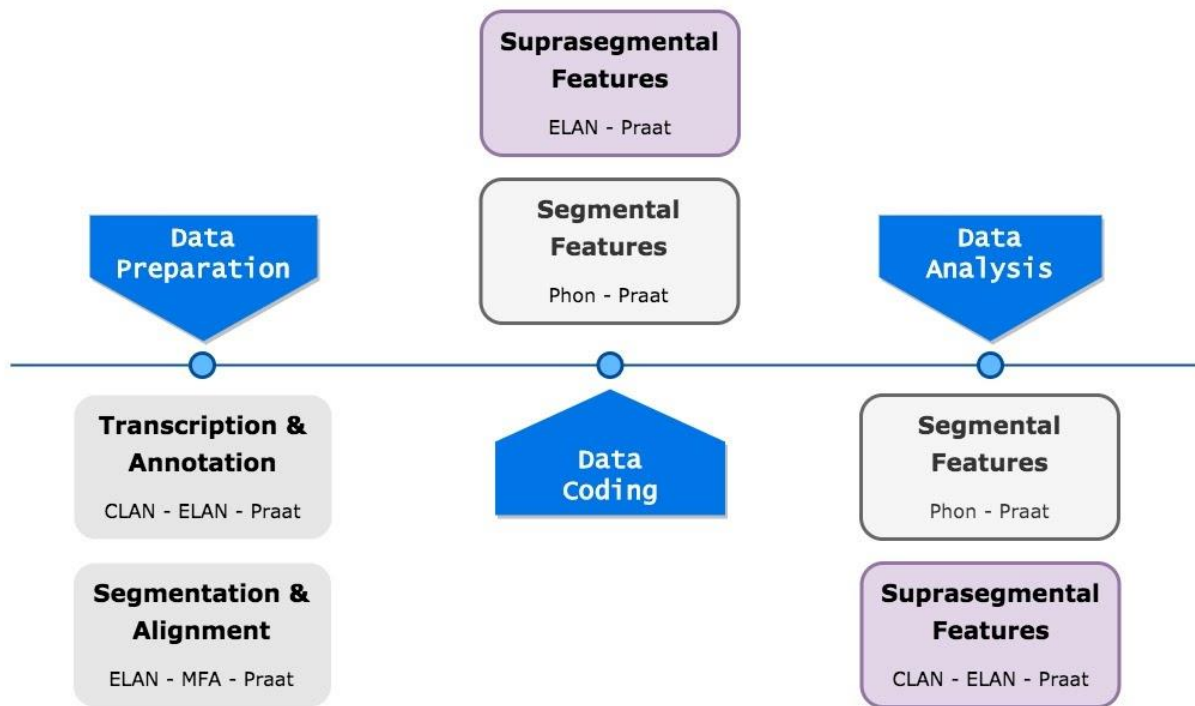 Suprasegmental
Features
ELAN - Praat
Segmental
Features
Phon - Praat
Data
Preparation
Data
Analysis
Transcription &
Annotation
CLAN - ELAN - Praat
Segmentation &
Alignment
ELAN - MFA - Praat
Data
Coding
Segmental
Features
Phon - Praat
Suprasegmental
Features
CLAN - ELAN - Praat